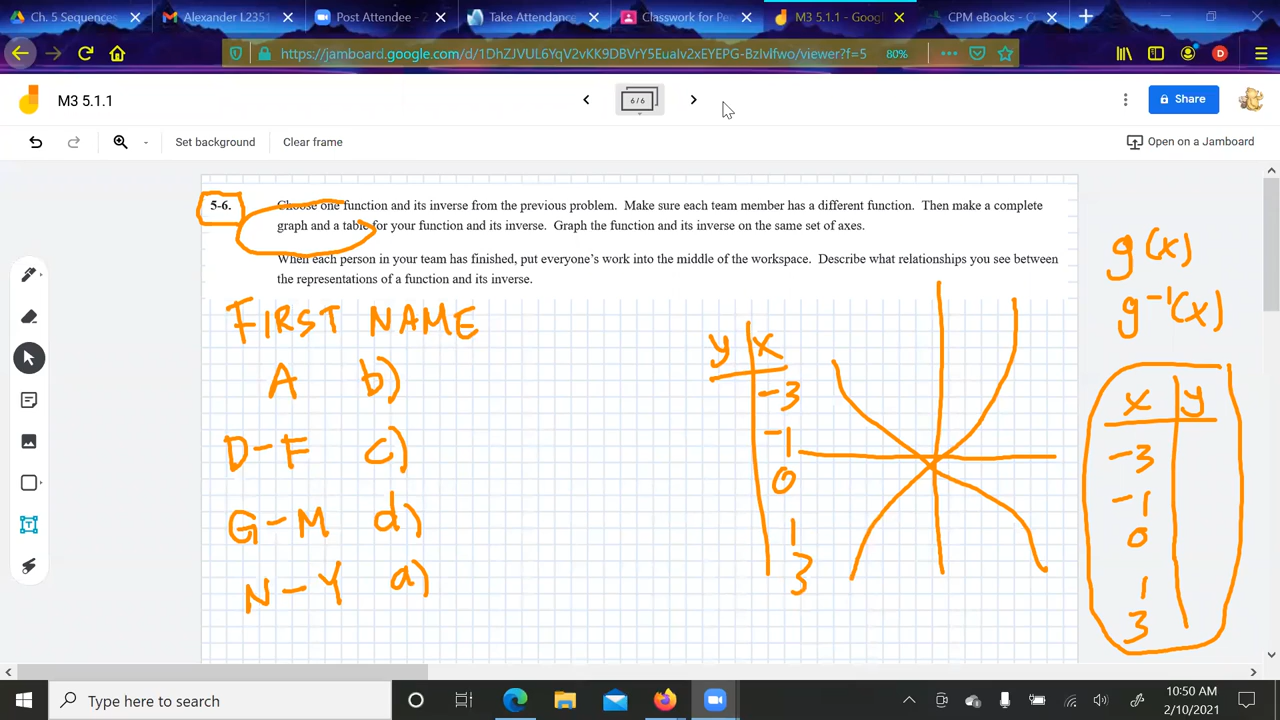 Ch. 5 Sequences
Alexander L2351
Post Attendee - Z
Take Attendance
Classwork for Per
M3 5.1.1 - Googl
CPM eBooks - C
https://jamboard.google.com/d/1DhZJVUL6YqV2vKK9DBVrY5EuaIv2xEYEPG-BzIvlfwo/viewer?f=5
80%
D
M3 5.1.1
6/6
Share
Set background
Clear frame
Open on a Jamboard
5-6.
Choose one function and its inverse from the previous problem. Make sure each team member has a different function. Then make a complete
graph and a table for your function and its inverse. Graph the function and its inverse on the same set of axes.
When each person in your team has finished, put everyone's work into the middle of the workspace. Describe what relationships you see between
the representations of a function and its inverse.
FIRST NAME
A b)
D-F c)
G-M d)
N-Y a)
y x
-3
-1
0
1
3
g(x)
g⁻¹(x)
x y
-3
-1
0
1
3
Type here to search
10:50 AM
2/10/2021